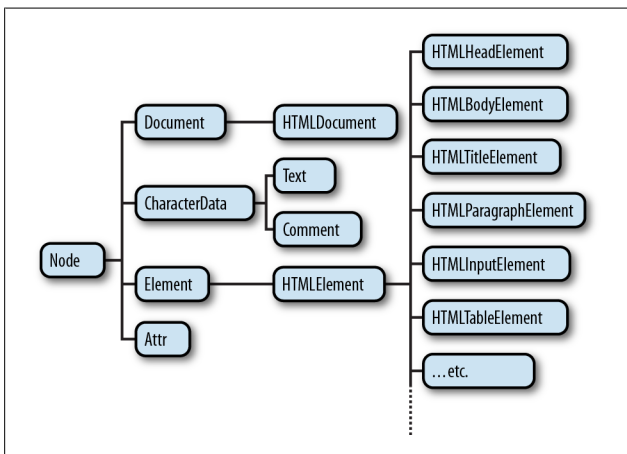 Node
Document
CharacterData
Element
Attr
HTMLDocument
Text
Comment
HTMLElement
HTMLHeadElement
HTMLBodyElement
HTMLTitleElement
HTMLParagraphElement
HTMLInputElement
HTMLTableElement
...etc.